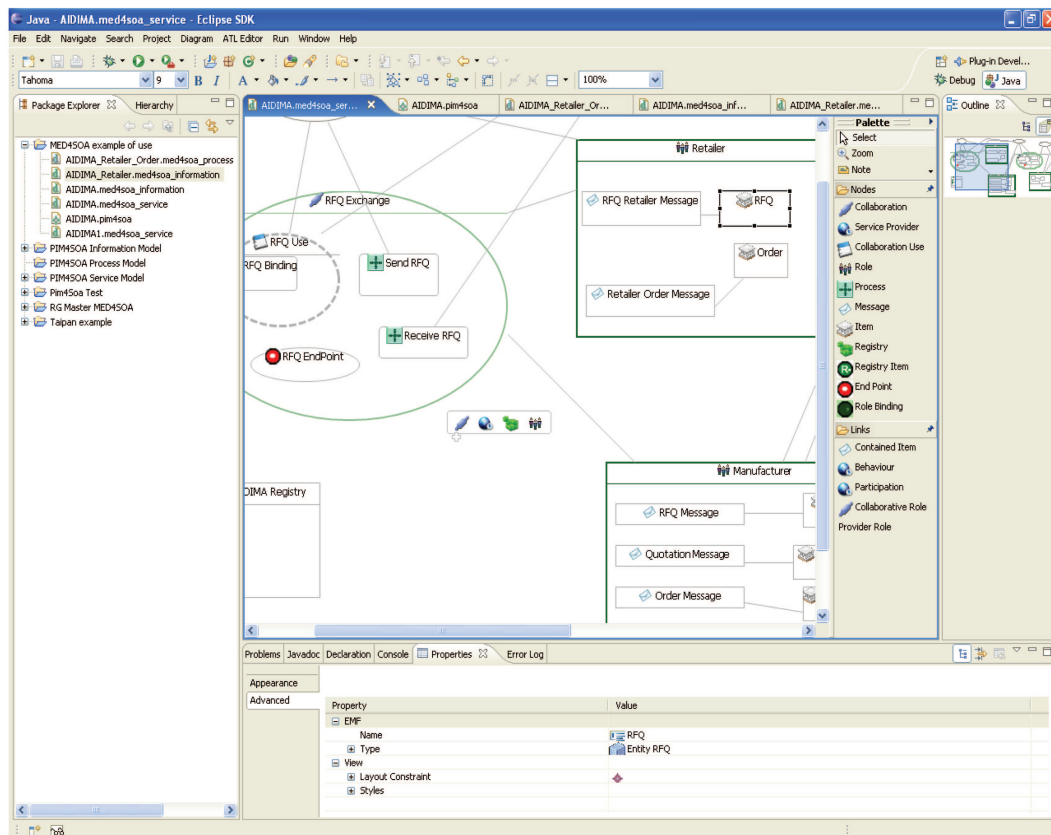 Java - AIDIMA.med4soa_service - Eclipse SDK
File Edit Navigate Search Project Diagram ATL Editor Run Window Help
Plug-in Devel...
Tahoma 9 B I A 100% Debug Java
Package Explorer Hierarchy
AIDIMA.med4soa_ser... AIDIMA.pim4soa AIDIMA_Retailer_Or... AIDIMA.med4soa_inf... AIDIMA_Retailer.me...
Outline
MED4SOA example of use
AIDIMA_Retailer_Order.med4soa_process
AIDIMA_Retailer.med4soa_information
AIDIMA.med4soa_information
AIDIMA.med4soa_service
AIDIMA.pim4soa
AIDIMA1.med4soa_service
PIM4SOA Information Model
PIM4SOA Process Model
PIM4SOA Service Model
Pim4Soa Test
RG Master MED4SOA
Taipan example
RFQ Exchange
RFQ Use
RFQ Binding
Send RFQ
Receive RFQ
RFQ EndPoint
Retailer
RFQ Retailer Message
RFQ
Order
Retailer Order Message
DIMA Registry
Manufacturer
RFQ Message
Quotation Message
Order Message
Palette
Select
Zoom
Note
Nodes
Collaboration
Service Provider
Collaboration Use
Role
Process
Message
Item
Registry
Registry Item
End Point
Role Binding
Links
Contained Item
Behaviour
Participation
Collaborative Role
Provider Role
Problems Javadoc Declaration Console Properties Error Log
Appearance
Advanced
Property Value
EMF
Name RFQ
Type Entity RFQ
View
Layout Constraint
Styles